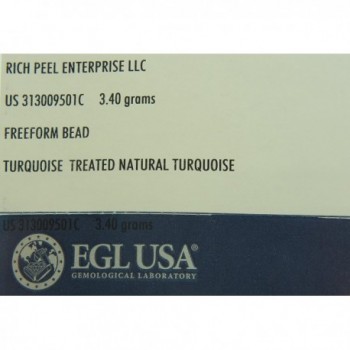 RICH PEEL ENTERPRISE LLC
US 313009501C 3.40 grams
FREEFORM BEAD
TURQUOISE TREATED NATURAL TURQUOISE
US 313009501C 3.40 grams
EGL USA®
GEMOLOGICAL LABORATORY